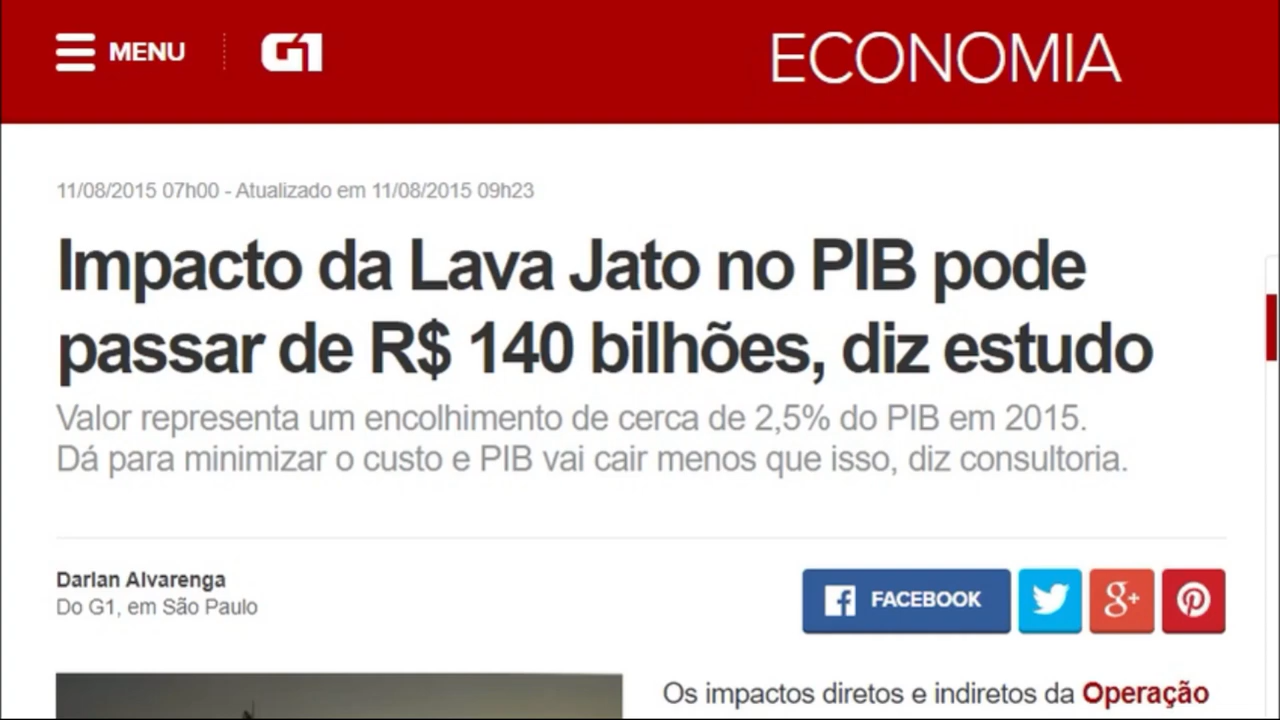 MENU
G1
ECONOMIA
11/08/2015 07h00 - Atualizado em 11/08/2015 09h23
Impacto da Lava Jato no PIB pode
passar de R$ 140 bilhões, diz estudo
Valor representa um encolhimento de cerca de 2,5% do PIB em 2015.
Dá para minimizar o custo e PIB vai cair menos que isso, diz consultoria.
Darlan Alvarenga
Do G1, em São Paulo
FACEBOOK
g+
Os impactos diretos e indiretos da Operação